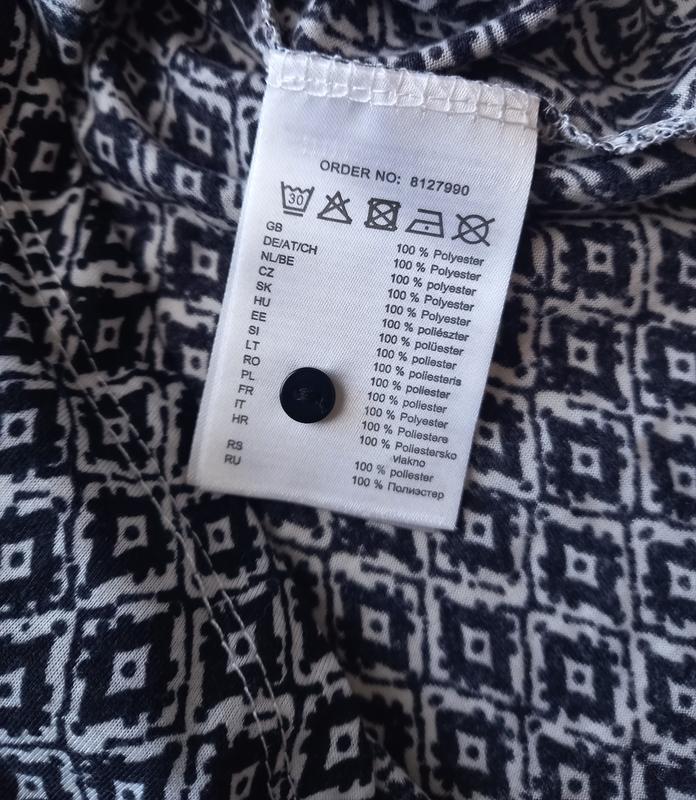 ORDER NO: 8127990
30
GB 100 % Polyester
DE/AT/CH 100 % Polyester
NL/BE 100 % Polyester
CZ 100 % Polyester
SK 100 % Polyester
HU 100 % poliészter
EE 100 % polüester
SI 100 % poliester
LT 100 % poliesteris
RO 100 % poliester
PL 100 % poliester
FR 100 % Polyester
IT 100 % Poliestere
HR 100 % Poliestersko
vlakno
RS 100 % poliester
RU 100 % Полиэстер